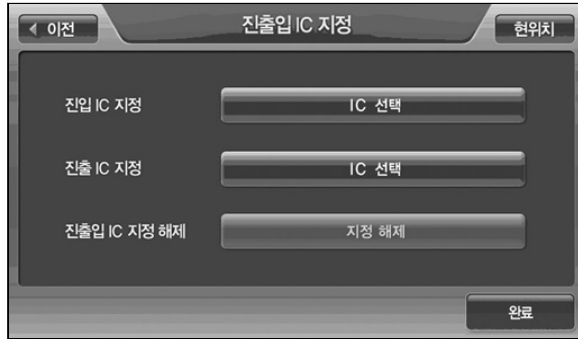 이전 진출입 IC 지정 현위치
진입 IC 지정 IC 선택
진출 IC 지정 IC 선택
진출입 IC 지정 해제 지정 해제
완료